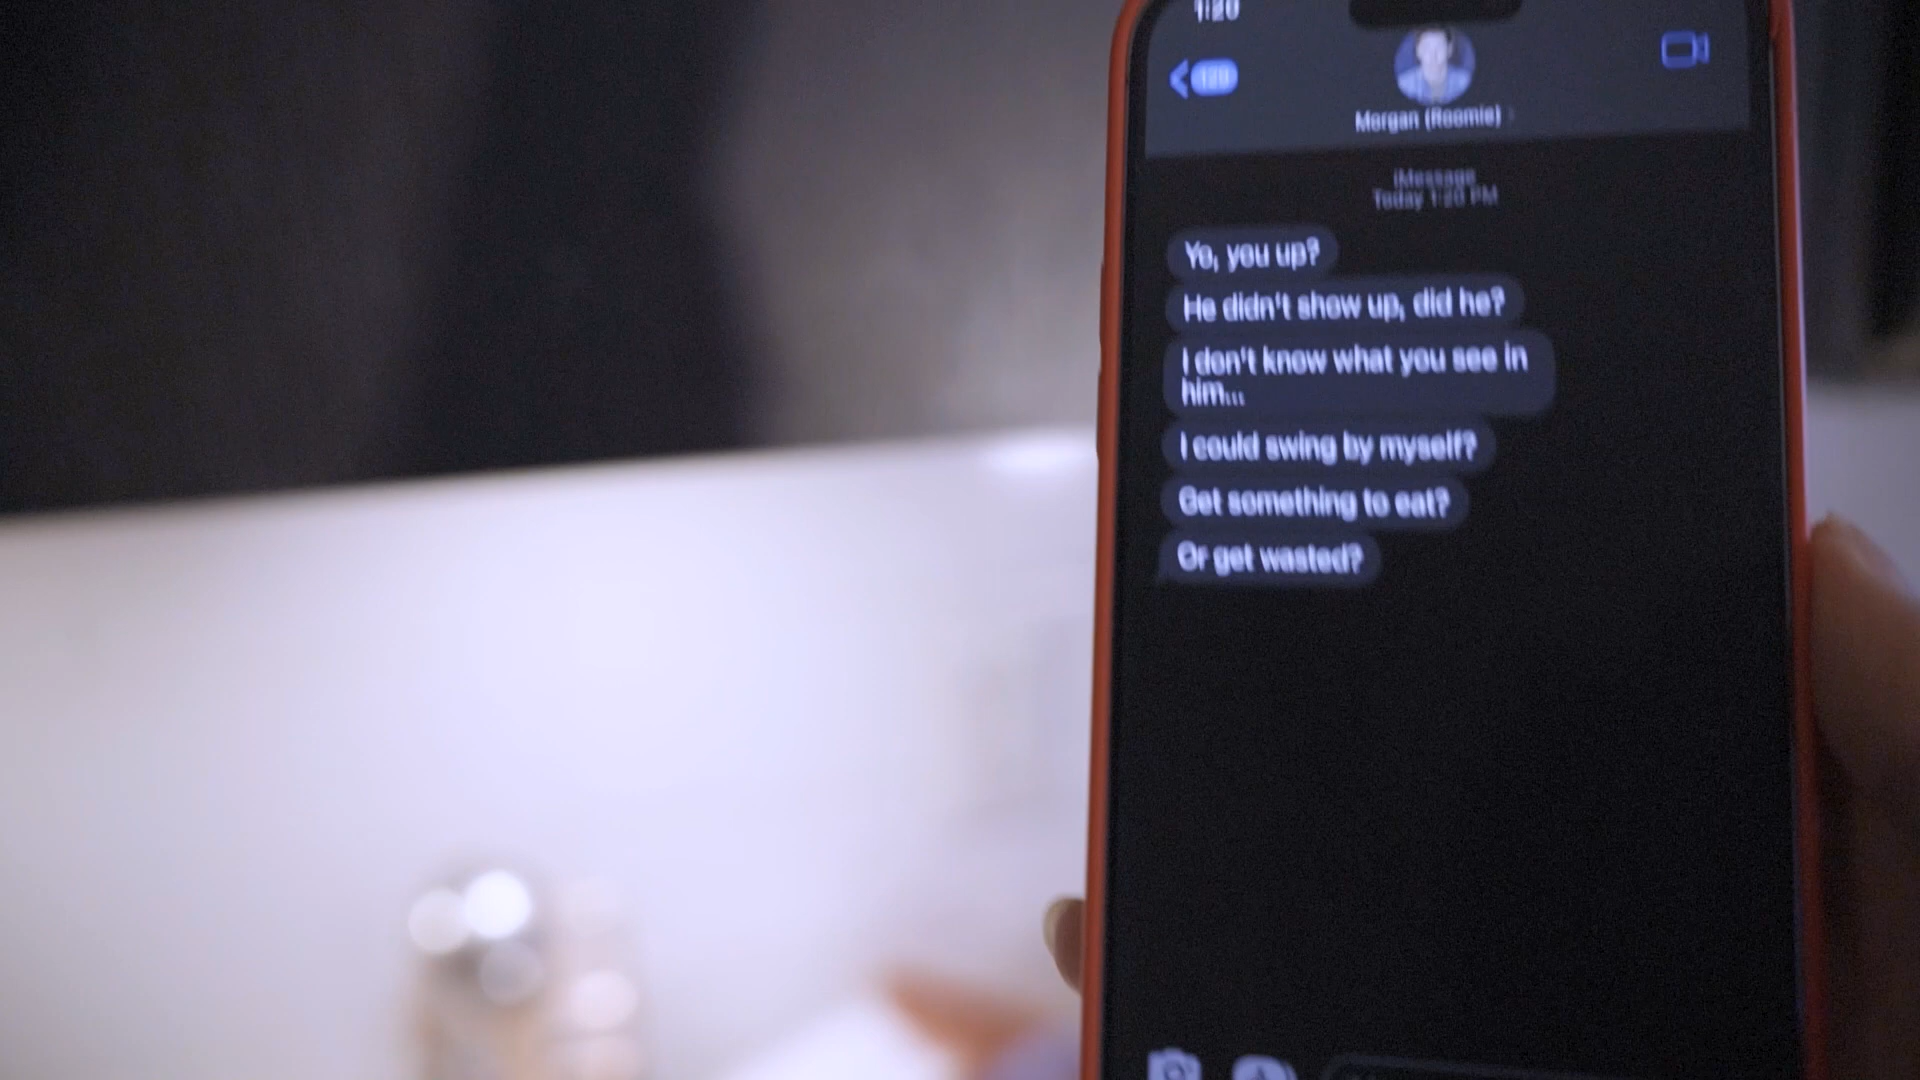 1:20
129
Morgan (Roomie)
iMessage
Today 1:20 PM
Yo, you up?
He didn't show up, did he?
I don't know what you see in
him...
I could swing by myself?
Get something to eat?
Or get wasted?